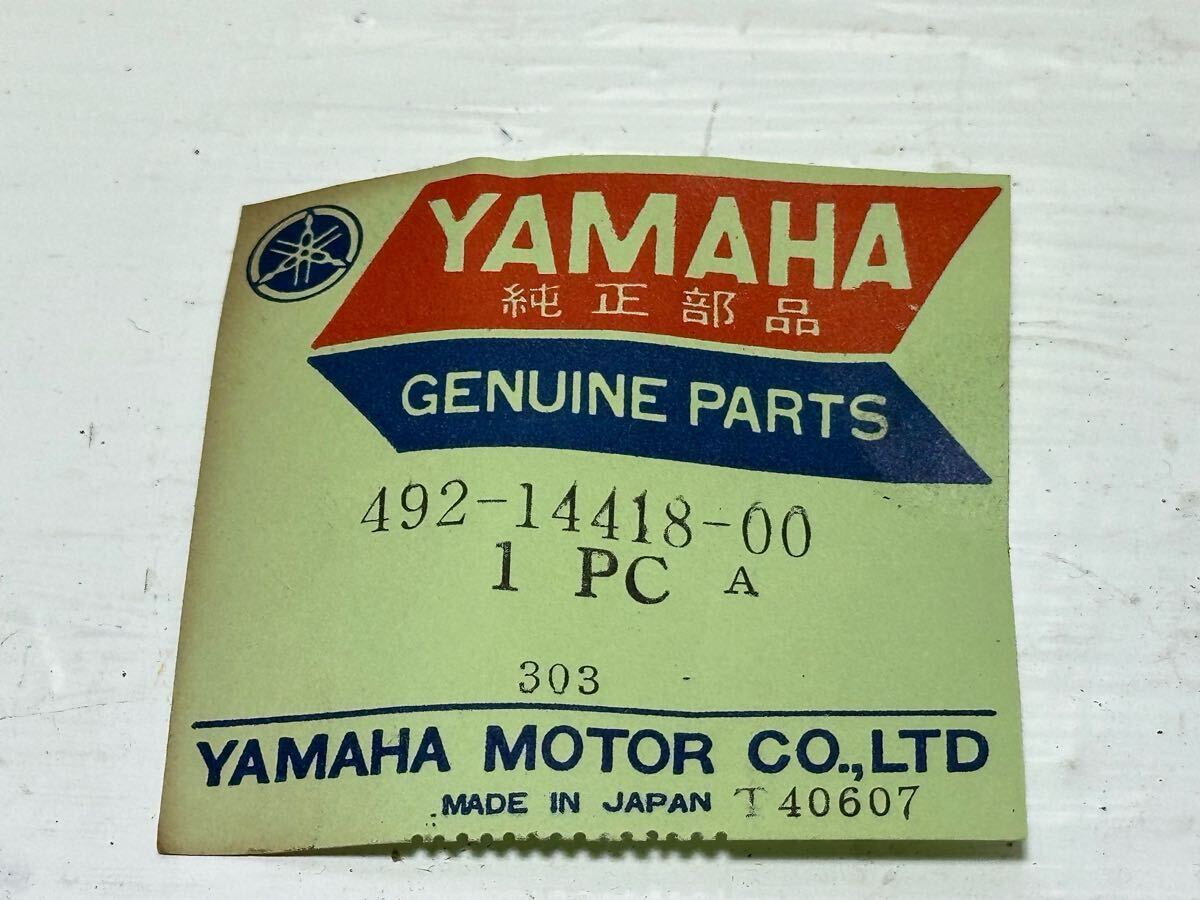 YAMAHA
純正部品
GENUINE PARTS
492-14418-00
1 PC A
303
YAMAHA MOTOR CO.,LTD
MADE IN JAPAN T40607